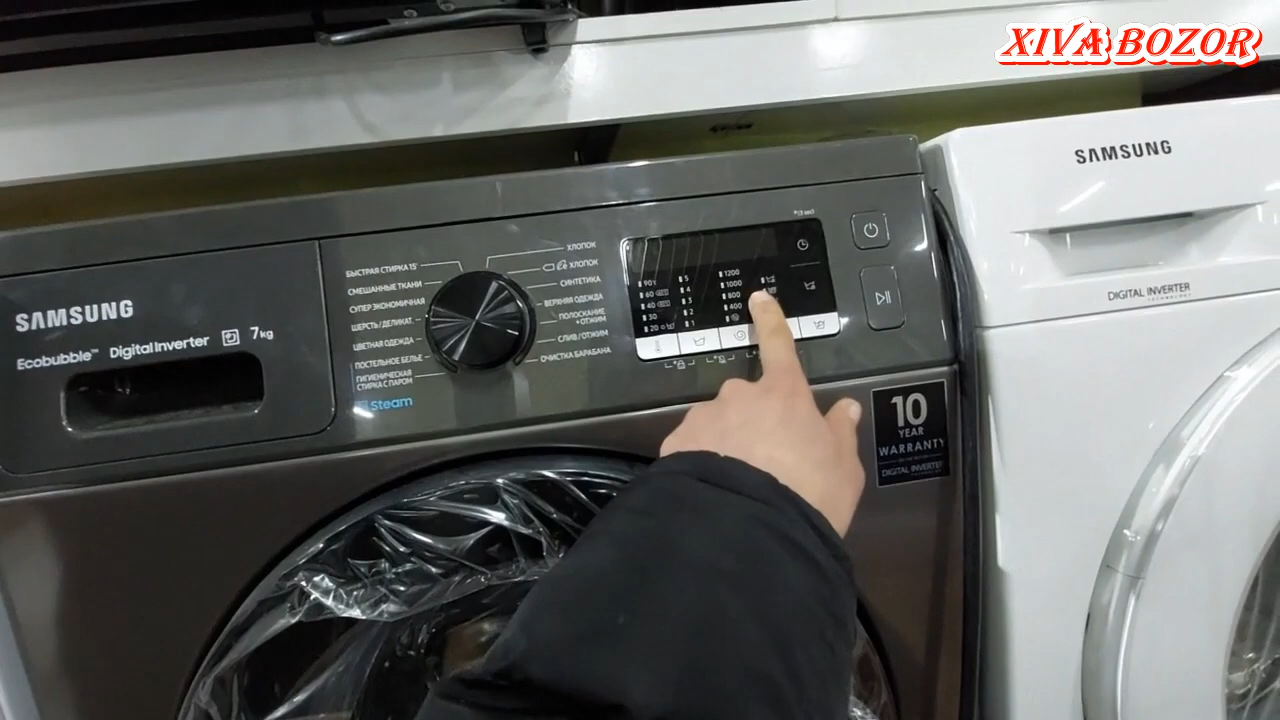 XIVA BOZOR
SAMSUNG
Ecobubble™ Digital Inverter 7kg
БЫСТРАЯ СТИРКА 15'
СМЕШАННЫЕ ТКАНИ
СУПЕР ЭКОНОМИЧНАЯ
ШЕРСТЬ/ДЕЛИКАТ.
ЦВЕТНАЯ ОДЕЖДА
ПОСТЕЛЬНОЕ БЕЛЬЕ
ГИГИЕНИЧЕСКАЯ
СТИРКА С ПАРОМ
Steam
ХЛОПОК
ХЛОПОК
СИНТЕТИКА
ВЕРХНЯЯ ОДЕЖДА
ПОЛОСКАНИЕ
+ОТЖИМ
СЛИВ/ОТЖИМ
ОЧИСТКА БАРАБАНА
90
60
40
30
20
5
4
3
2
1
1200
1000
800
400
10
YEAR
WARRANTY
DIGITAL INVERTER
SAMSUNG
DIGITAL INVERTER
TECHNOLOGY